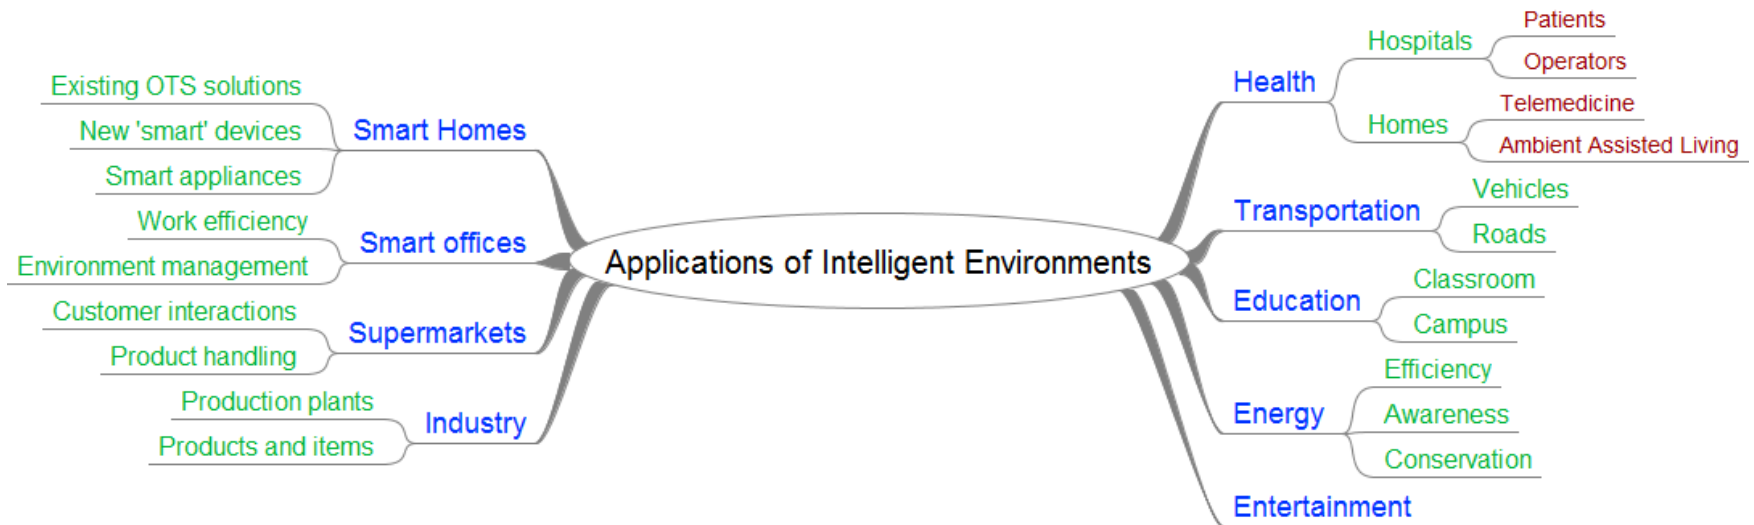 Applications of Intelligent Environments
Smart Homes
Existing OTS solutions
New 'smart' devices
Smart appliances
Smart offices
Work efficiency
Environment management
Supermarkets
Customer interactions
Product handling
Industry
Production plants
Products and items
Health
Hospitals
Patients
Operators
Homes
Telemedicine
Ambient Assisted Living
Transportation
Vehicles
Roads
Education
Classroom
Campus
Energy
Efficiency
Awareness
Conservation
Entertainment